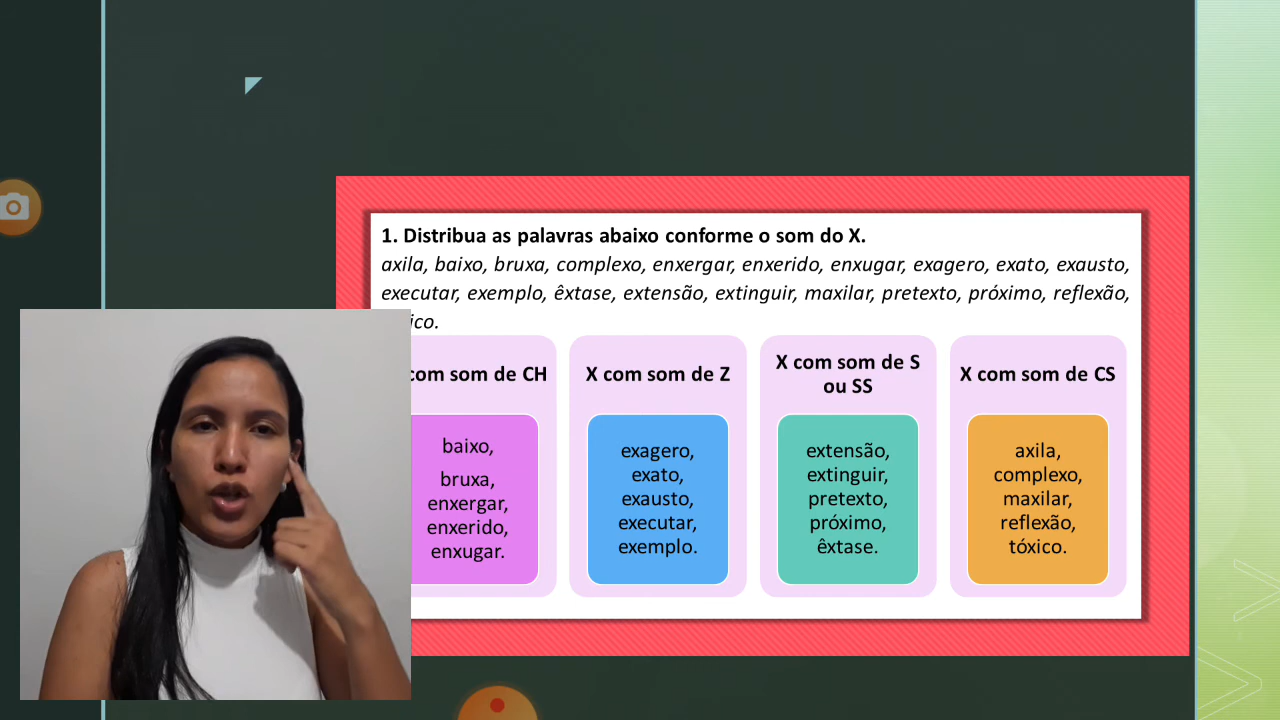 1. Distribua as palavras abaixo conforme o som do X.
axila, baixo, bruxa, complexo, enxergar, enxerido, enxugar, exagero, exato, exausto,
executar, exemplo, êxtase, extensão, extinguir, maxilar, pretexto, próximo, reflexão,
ico.
com som de CH
baixo,
bruxa,
enxergar,
enxerido,
enxugar.
X com som de Z
exagero,
exato,
exausto,
executar,
exemplo.
X com som de S
ou SS
extensão,
extinguir,
pretexto,
próximo,
êxtase.
X com som de CS
axila,
complexo,
maxilar,
reflexão,
tóxico.